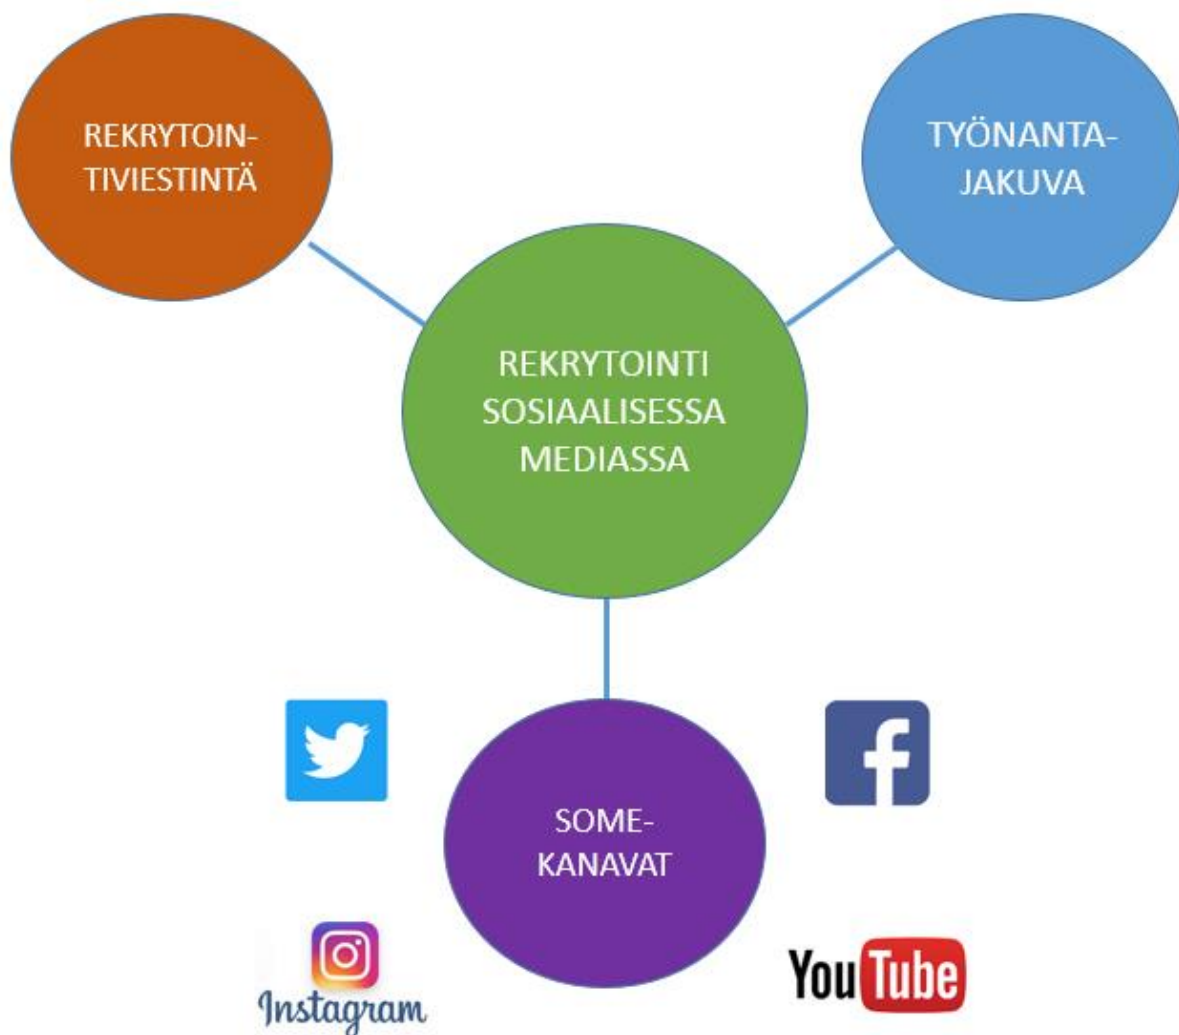 REKRYTOIN-
TIVIESTINTÄ
TYÖNANTA-
JAKUVA
REKRYTOINTI
SOSIAALISESSA
MEDIASSA
SOME-
KANAVAT
Instagram
YouTube